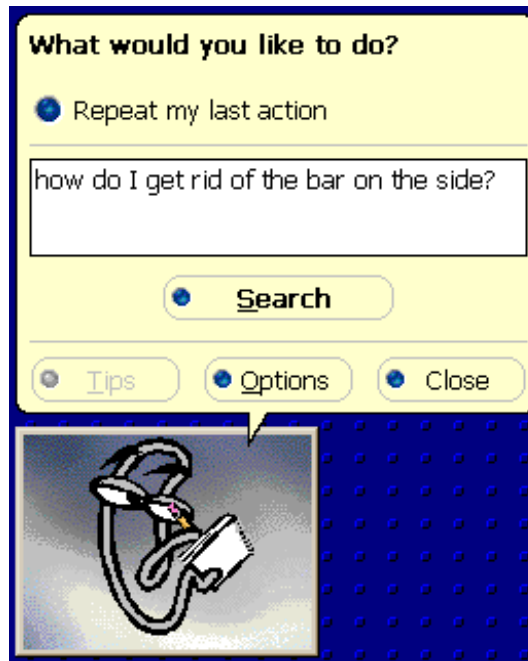 What would you like to do?
Repeat my last action
how do I get rid of the bar on the side?
Search
Tips
Options
Close